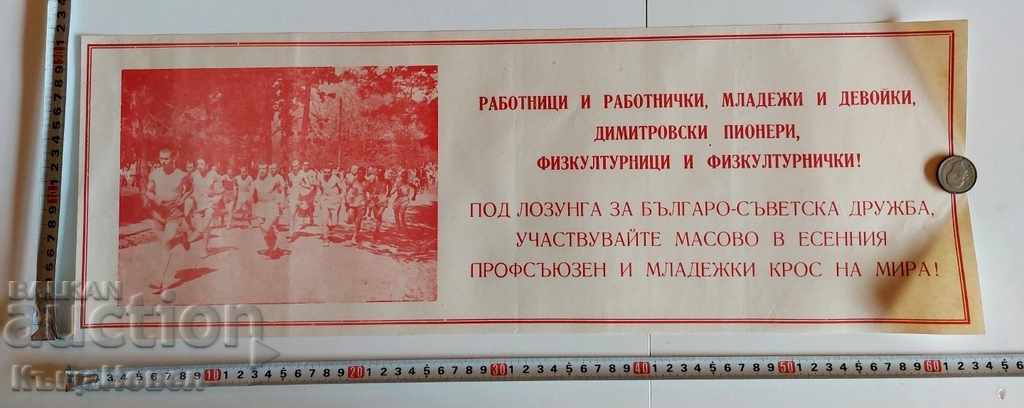 РАБОТНИЦИ И РАБОТНИЧКИ, МЛАДЕЖИ И ДЕВОЙКИ,
ДИМИТРОВСКИ ПИОНЕРИ,
ФИЗКУЛТУРНИЦИ И ФИЗКУЛТУРНИЧКИ!
ПОД ЛОЗУНГА ЗА БЪЛГАРО-СЪВЕТСКА ДРУЖБА,
УЧАСТВУВАЙТЕ МАСОВО В ЕСЕННИЯ
ПРОФСЪЮЗЕН И МЛАДЕЖКИ КРОС НА МИРА!
BALKAN
auction